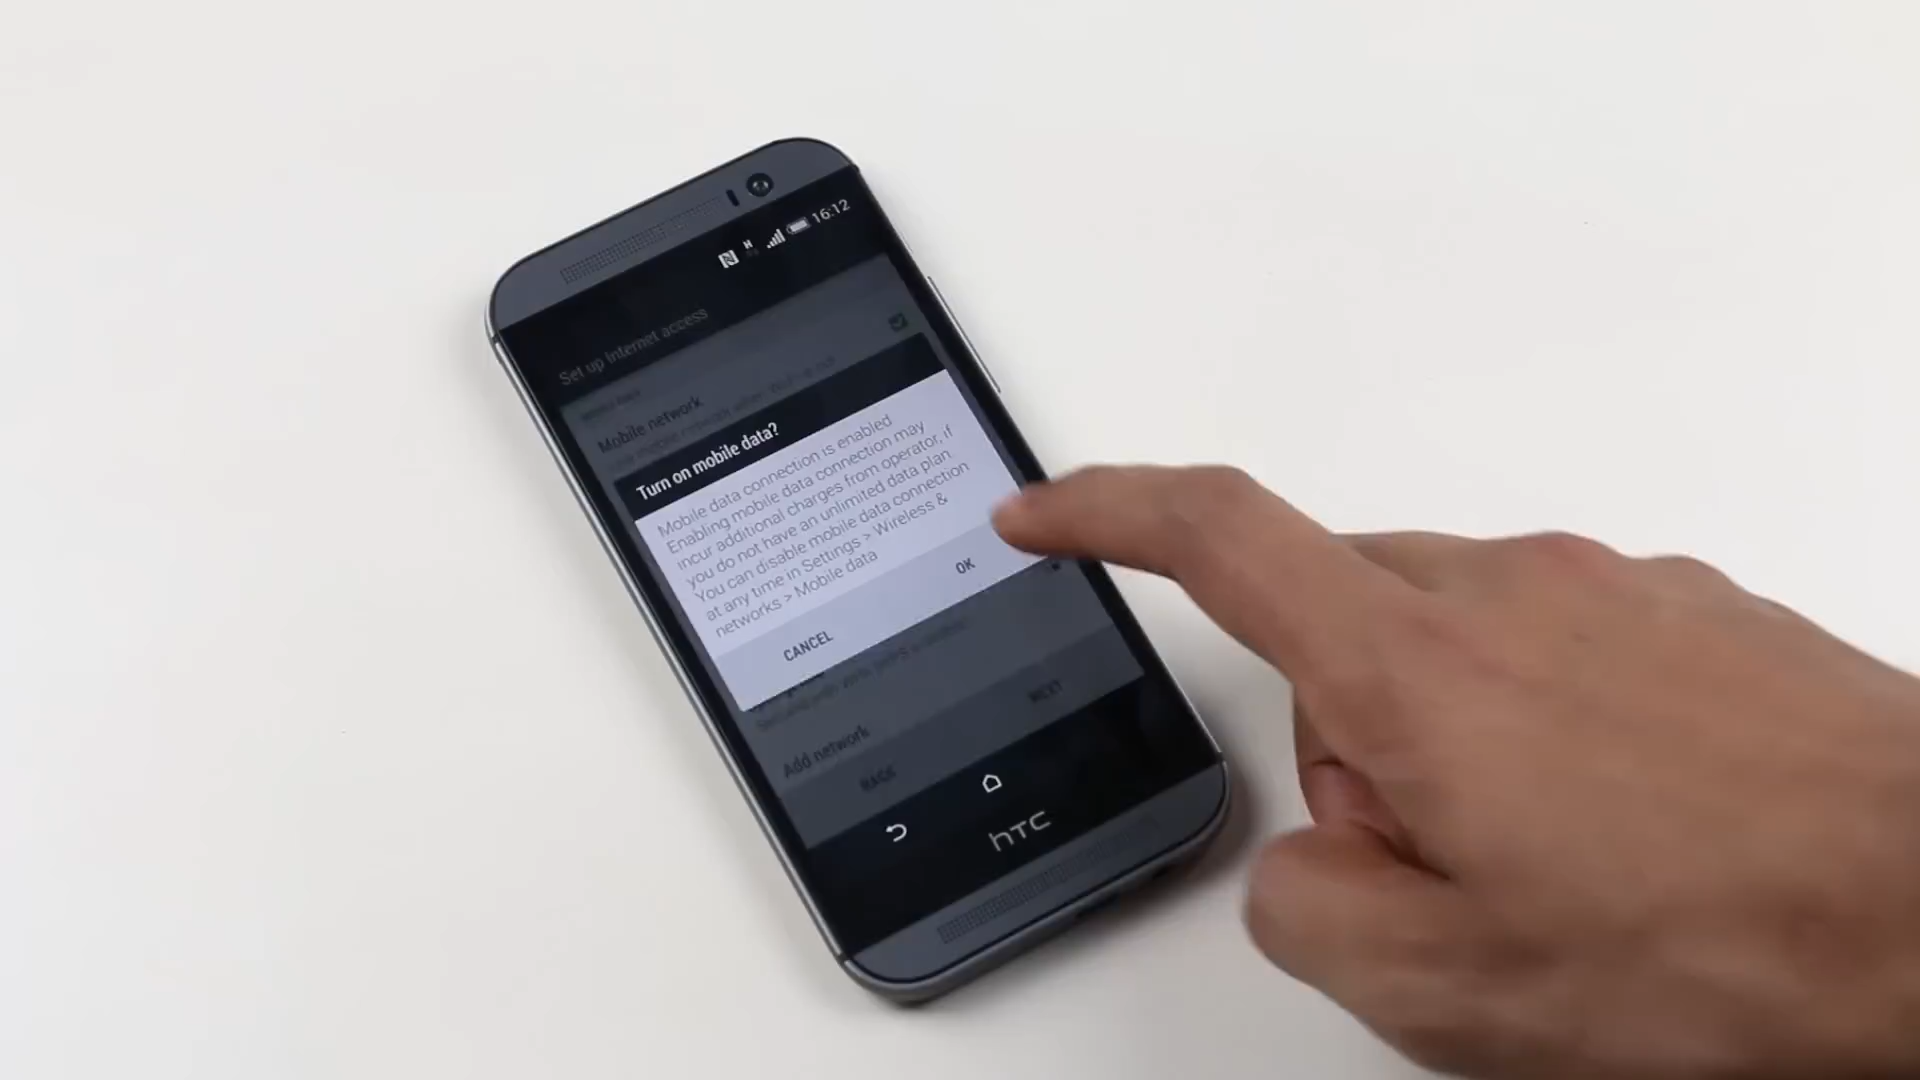 16:12
Set up internet access
Mobile network
Turn on mobile data?
Mobile data connection is enabled
Enabling mobile data connection may
incur additional charges from operator, if
you do not have an unlimited data plan.
You can disable mobile data connection
at any time in Settings > Wireless &
networks > Mobile data
CANCEL
OK
Add network
BACK
NEXT
hTC